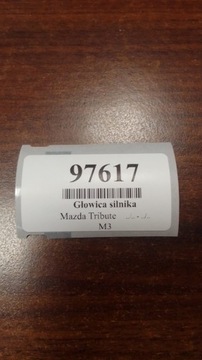 97617
Głowica silnika
Mazda Tribute
M3